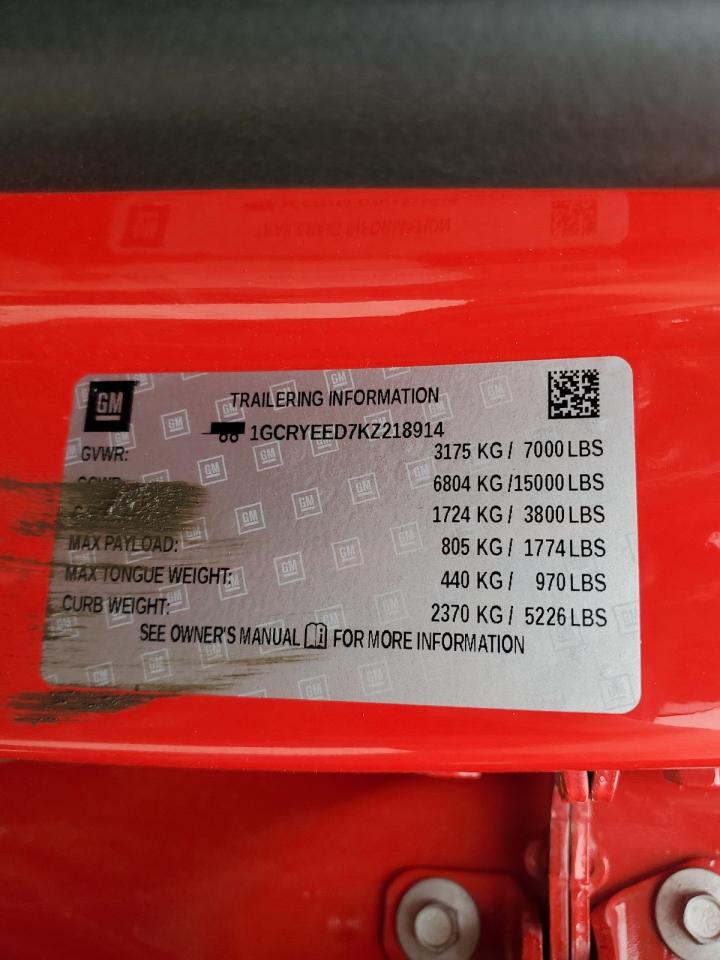 GM
TRAILERING INFORMATION
1GCRYEED7KZ218914
GVWR: 3175 KG / 7000 LBS
6804 KG / 15000 LBS
1724 KG / 3800 LBS
MAX PAYLOAD: 805 KG / 1774 LBS
MAX TONGUE WEIGHT: 440 KG / 970 LBS
CURB WEIGHT: 2370 KG / 5226 LBS
SEE OWNER'S MANUAL FOR MORE INFORMATION